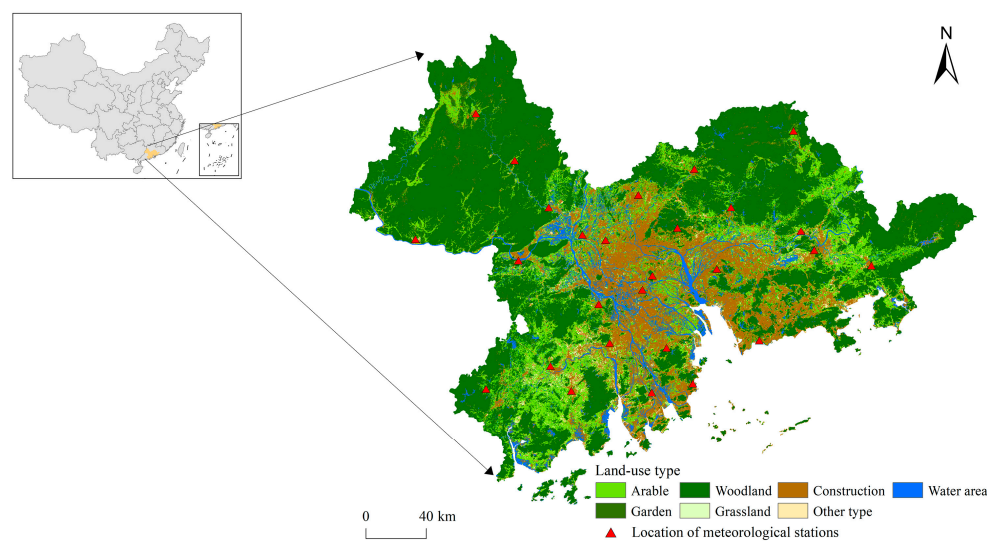 N
Land-use type
Arable Woodland Construction Water area
Garden Grassland Other type
Location of meteorological stations
0 40 km